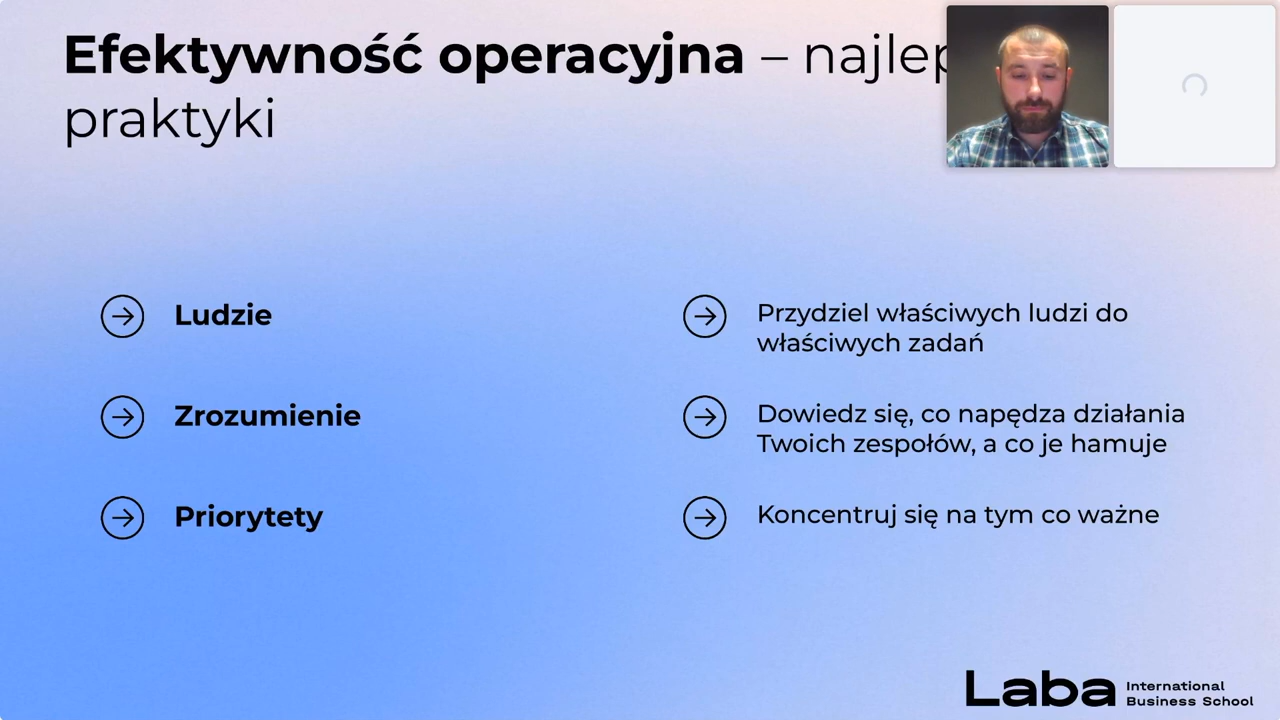 Efektywność operacyjna –
praktyki
Ludzie
Przydziel właściwych ludzi do
właściwych zadań
Zrozumienie
Dowiedz się, co napędza działania
Twoich zespołów, a co je hamuje
Priorytety
Koncentruj się na tym co ważne
Laba International
Business School